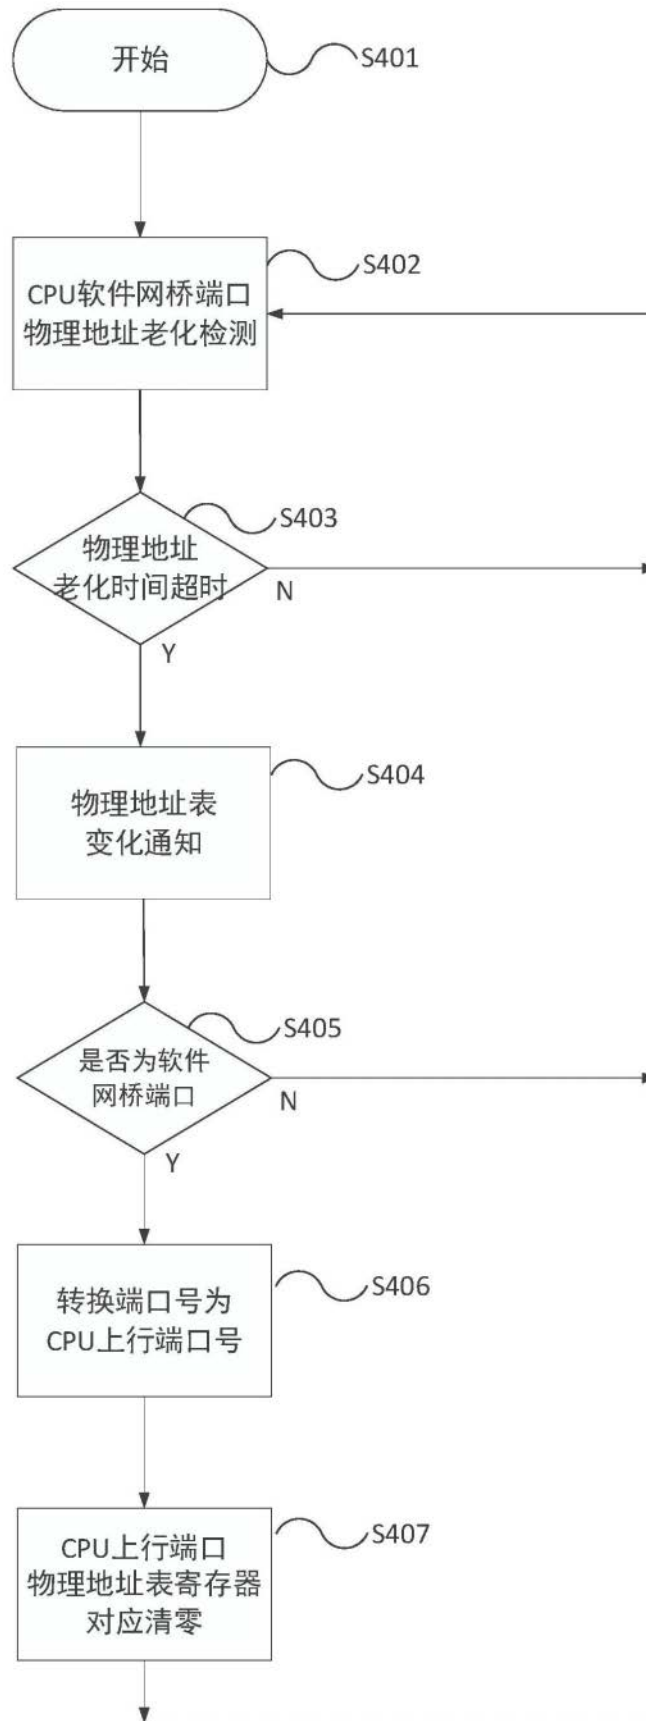 开始
S401
CPU软件网桥端口
物理地址老化检测
S402
物理地址
老化时间超时
S403
N
Y
物理地址表
变化通知
S404
是否为软件
网桥端口
S405
N
Y
转换端口号为
CPU上行端口号
S406
CPU上行端口
物理地址表寄存器
对应清零
S407